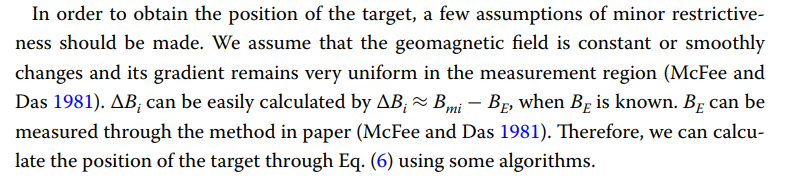 In order to obtain the position of the target, a few assumptions of minor restrictive-
ness should be made. We assume that the geomagnetic field is constant or smoothly
changes and its gradient remains very uniform in the measurement region (McFee and
Das 1981). ΔBᵢ can be easily calculated by ΔBᵢ ≈ Bₘᵢ − B_E, when B_E is known. B_E can be
measured through the method in paper (McFee and Das 1981). Therefore, we can calcu-
late the position of the target through Eq. (6) using some algorithms.